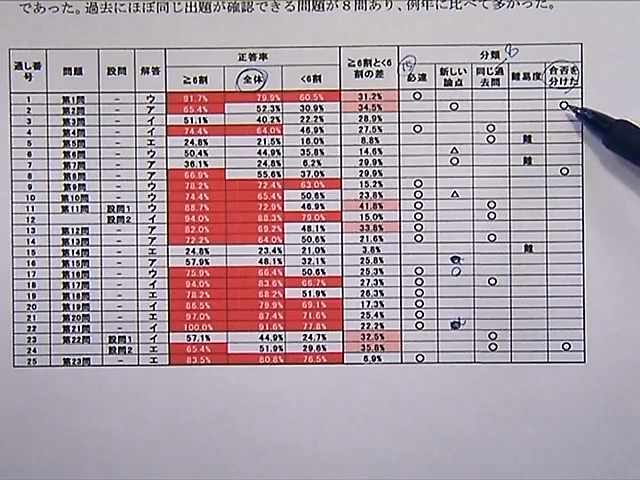 であった。過去にほぼ同じ出題が確認できる問題が８問あり、例年に比べて多かった。
通し番号 問題 設問 解答 正答率 ≧6割と<6割の差 分類 8
≧6割 全体 <6割 15 必達 新しい論点 同じ過去問 難易度 合否を分けた
1 第1問 - ウ 91.7% 79.9% 60.5% 31.2% ○
2 第2問 - ア 65.4% 52.3% 30.9% 34.5% ○ ○
3 第3問 - イ 51.1% 40.2% 22.2% 28.9%
4 第4問 - イ 74.4% 64.0% 46.9% 27.5% ○ ○
5 第5問 - エ 24.8% 21.5% 16.0% 8.8% ○ 難
6 第6問 - ウ 50.4% 44.9% 35.8% 14.6% △
7 第7問 - ア 36.1% 24.8% 6.2% 29.9% ○ 難
8 第8問 - ア 66.9% 55.6% 37.0% 29.9% ○
9 第9問 - ウ 78.2% 72.4% 63.0% 15.2% ○
10 第10問 - ウ 74.4% 65.4% 50.6% 23.8% ○ △
11 第11問 設問1 ウ 88.7% 72.9% 46.9% 41.8% ○ ○
12 設問2 イ 94.0% 88.3% 79.0% 15.0% ○ ○
13 第12問 - ア 82.0% 69.2% 48.1% 33.8% ○
14 第13問 - ア 72.2% 64.0% 50.6% 21.6% ○ ○
15 第14問 - エ 24.8% 23.4% 21.0% 3.8% 難
16 第15問 - ア 57.9% 48.1% 32.1% 25.8%
17 第16問 - ウ 75.9% 66.4% 50.6% 25.3% ○ ○
18 第17問 - イ 94.0% 83.6% 66.7% 27.3% ○ ○
19 第18問 - エ 78.2% 68.2% 51.9% 26.3% ○
20 第19問 - イ 86.5% 79.9% 69.1% 17.3% ○
21 第20問 - エ 97.0% 87.4% 71.6% 25.4% ○
22 第21問 - イ 100.0% 91.6% 77.8% 22.2% ○
23 第22問 設問1 イ 57.1% 44.9% 24.7% 32.5% ○
24 設問2 エ 65.4% 51.9% 29.6% 35.8% ○ ○
25 第23問 - エ 83.5% 80.8% 76.5% 6.9% ○